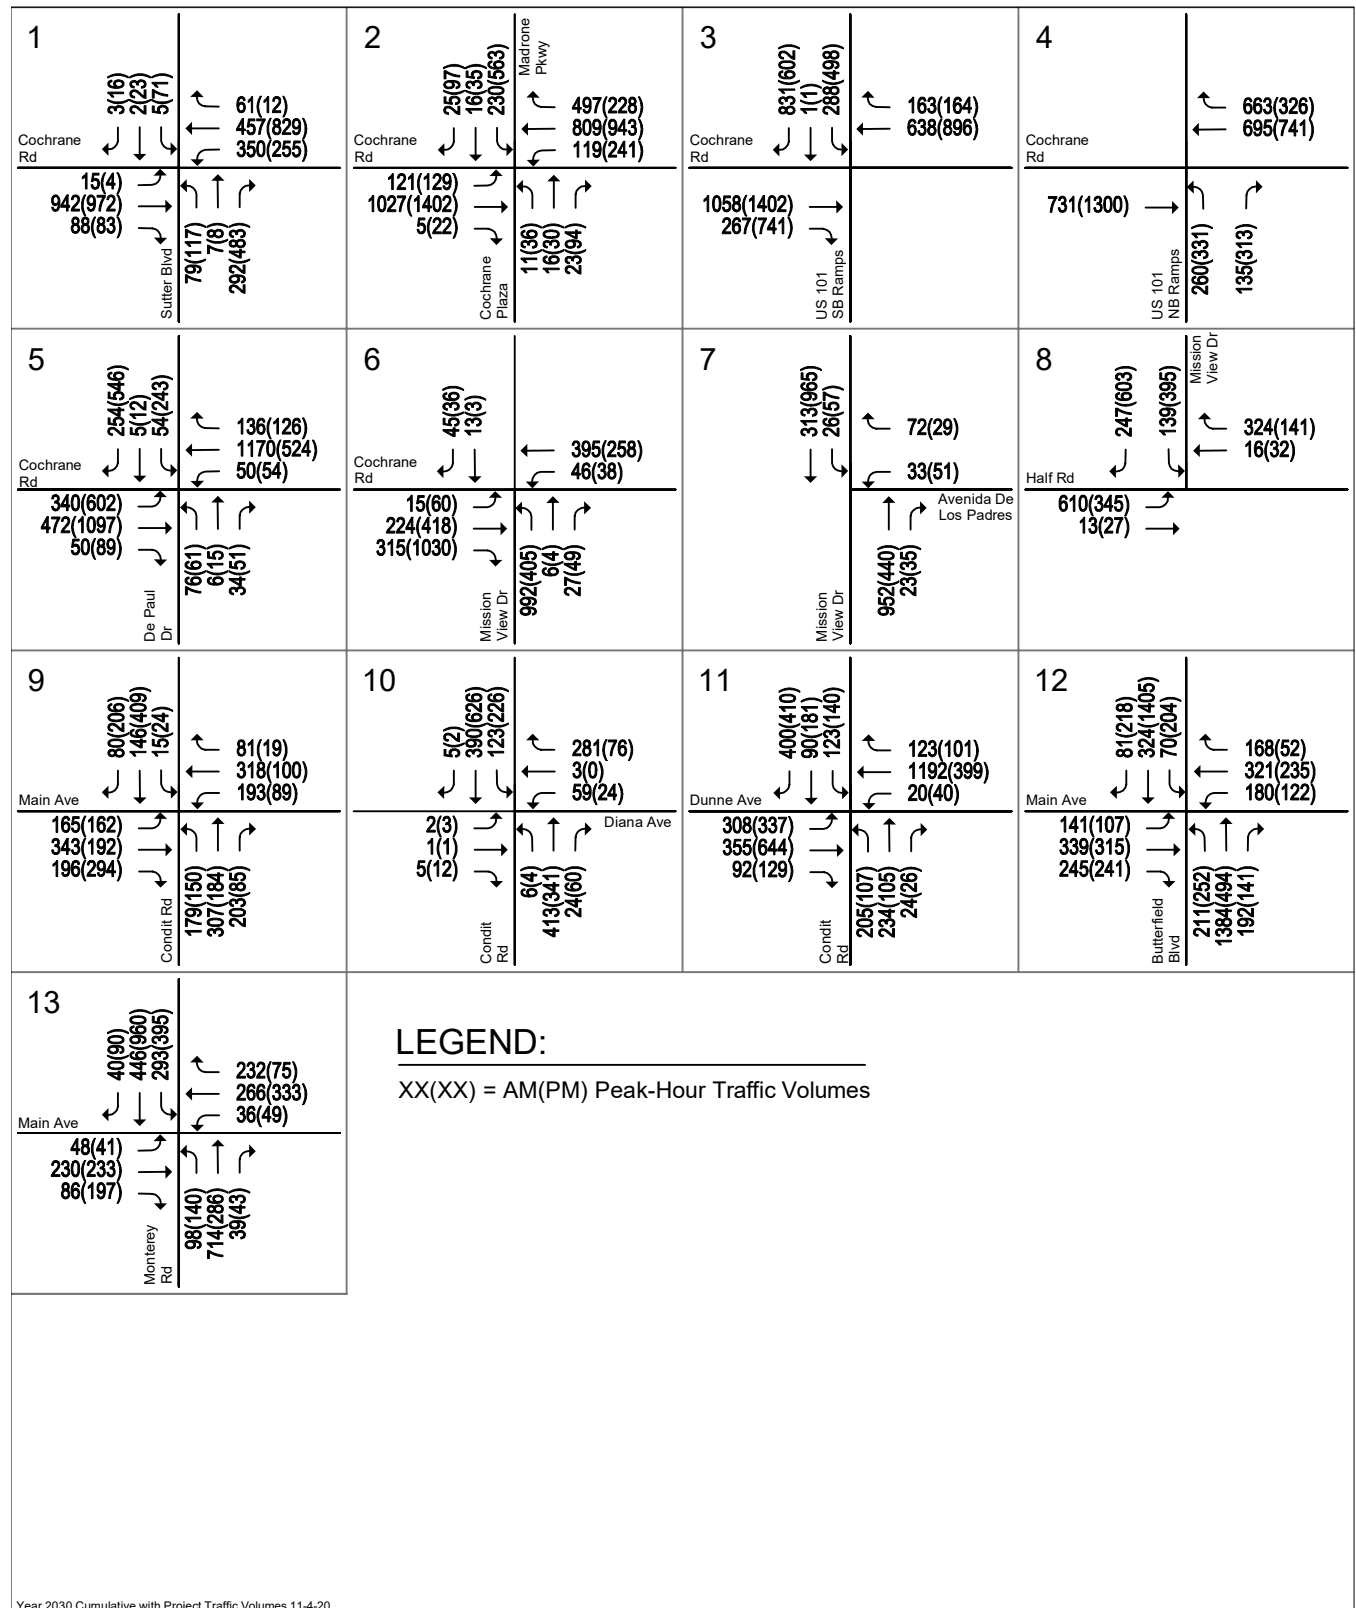 1
3(16)
2(23)
5(71)
61(12)
457(829)
350(255)
Cochrane
Rd
15(4)
942(972)
88(83)
Sutter Blvd
79(117)
7(8)
292(483)
2
25(97)
16(35)
230(563)
Madrone
Pkwy
497(228)
809(943)
119(241)
Cochrane
Rd
121(129)
1027(1402)
5(22)
Cochrane
Plaza
11(36)
16(30)
23(94)
3
831(602)
1(1)
288(498)
163(164)
638(896)
Cochrane
Rd
1058(1402)
267(741)
US 101
SB Ramps
4
663(326)
695(741)
Cochrane
Rd
731(1300)
US 101
NB Ramps
260(331)
135(313)
5
254(546)
5(12)
54(243)
136(126)
1170(524)
50(54)
Cochrane
Rd
340(602)
472(1097)
50(89)
De Paul
Dr
76(61)
6(15)
34(51)
6
45(36)
13(3)
395(258)
46(38)
Cochrane
Rd
15(60)
224(418)
315(1030)
Mission
View Dr
992(405)
6(4)
27(49)
7
313(965)
26(57)
72(29)
33(51)
Avenida De
Los Padres
Mission
View Dr
952(440)
23(35)
8
247(603)
139(395)
Mission
View Dr
324(141)
16(32)
Half Rd
610(345)
13(27)
9
80(206)
146(409)
15(24)
81(19)
318(100)
193(89)
Main Ave
165(162)
343(192)
196(294)
Condit Rd
179(150)
307(184)
203(85)
10
5(2)
390(626)
123(226)
281(76)
3(0)
59(24)
Diana Ave
2(3)
1(1)
5(12)
Condit
Rd
6(4)
413(341)
24(60)
11
400(410)
90(181)
123(140)
123(101)
1192(399)
20(40)
Dunne Ave
308(337)
355(644)
92(129)
Condit
Rd
205(107)
234(105)
24(26)
12
81(218)
324(1405)
70(204)
168(52)
321(235)
180(122)
Main Ave
141(107)
339(315)
245(241)
Butterfield
Blvd
211(252)
1384(494)
192(141)
13
40(90)
446(960)
293(395)
232(75)
266(333)
36(49)
Main Ave
48(41)
230(233)
86(197)
Monterey
Rd
98(140)
714(286)
39(43)
LEGEND:
XX(XX) = AM(PM) Peak-Hour Traffic Volumes
Year 2030 Cumulative with Project Traffic Volumes 11-4-20